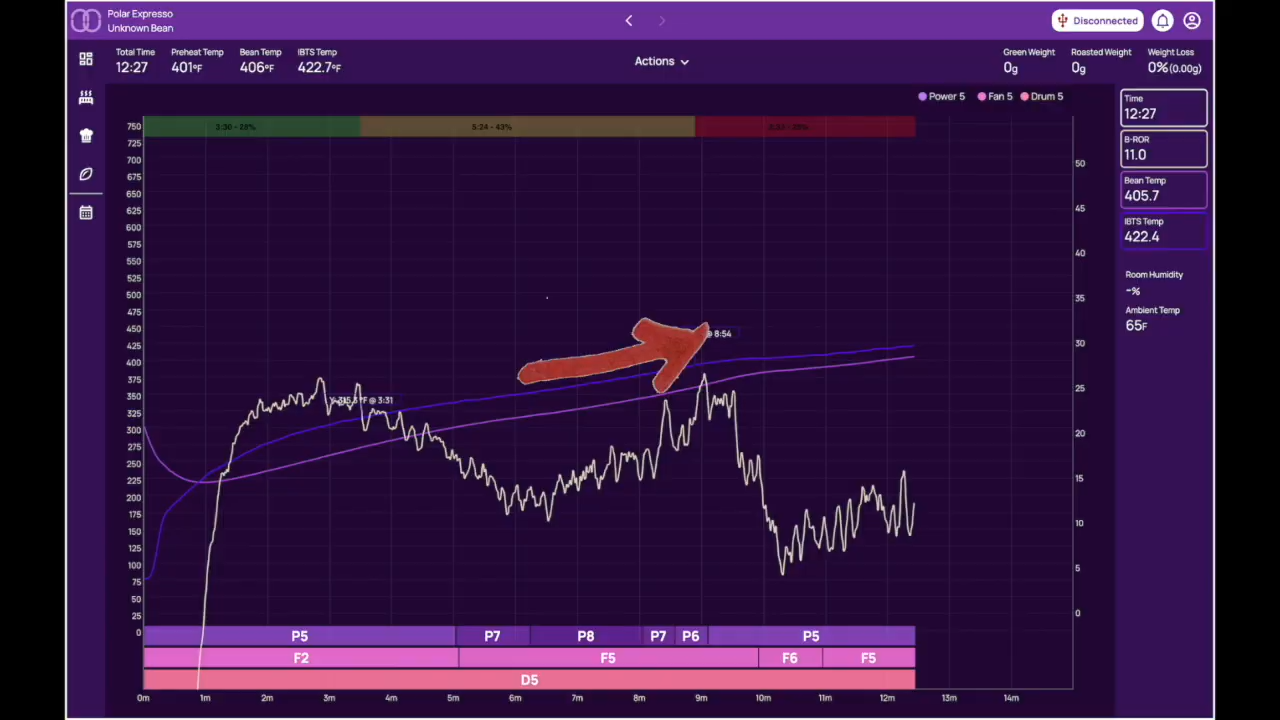 Polar Expresso
Unknown Bean
Disconnected
Total Time
12:27
Preheat Temp
401°F
Bean Temp
406°F
IBTS Temp
422.7°F
Actions
Green Weight
0g
Roasted Weight
0g
Weight Loss
0%(0.00g)
Power 5
Fan 5
Drum 5
5:24 - 43%
@ 8:54
°F @ 3:31
750
725
700
675
650
625
600
575
550
525
500
475
450
425
400
375
350
325
300
275
250
225
200
175
150
125
100
75
50
25
0
50
45
40
35
30
25
20
15
10
5
0
P5
P7
P8
P7
P6
P5
F2
F5
F6
F5
D5
0m
1m
2m
3m
4m
5m
6m
7m
8m
9m
10m
11m
12m
13m
14m
Time
12:27
B-ROR
11.0
Bean Temp
405.7
IBTS Temp
422.4
Room Humidity
-%
Ambient Temp
65F